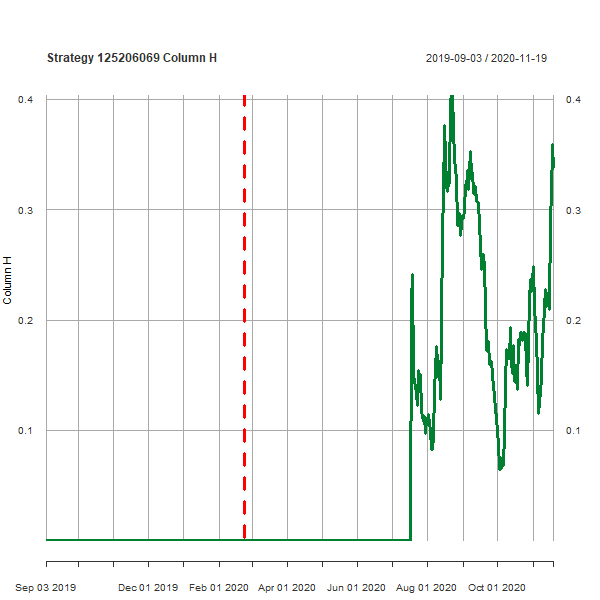 Strategy 125206069 Column H
2019-09-03 / 2020-11-19
0.4
0.4
0.3
0.3
0.2
0.2
0.1
0.1
Column H
Sep 03 2019
Dec 01 2019
Feb 01 2020
Apr 01 2020
Jun 01 2020
Aug 01 2020
Oct 01 2020